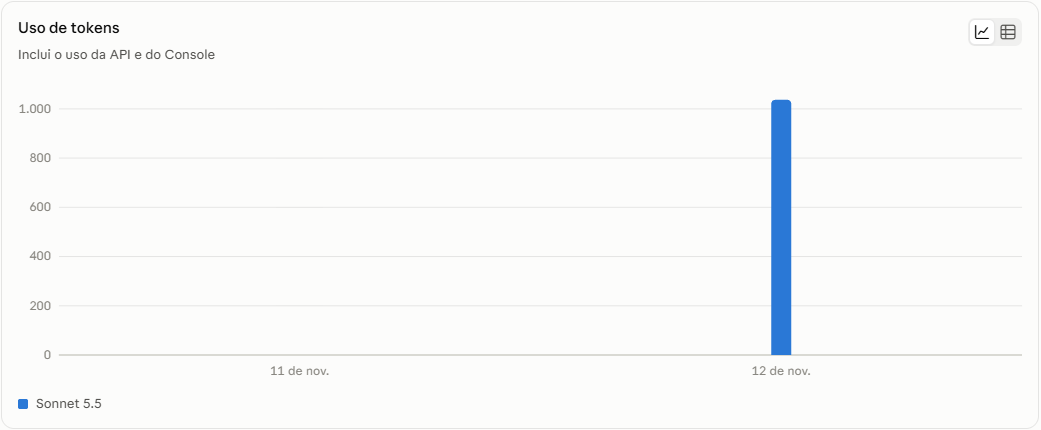 Uso de tokens
Inclui o uso da API e do Console
1.000
800
600
400
200
0
11 de nov.
12 de nov.
Sonnet 5.5